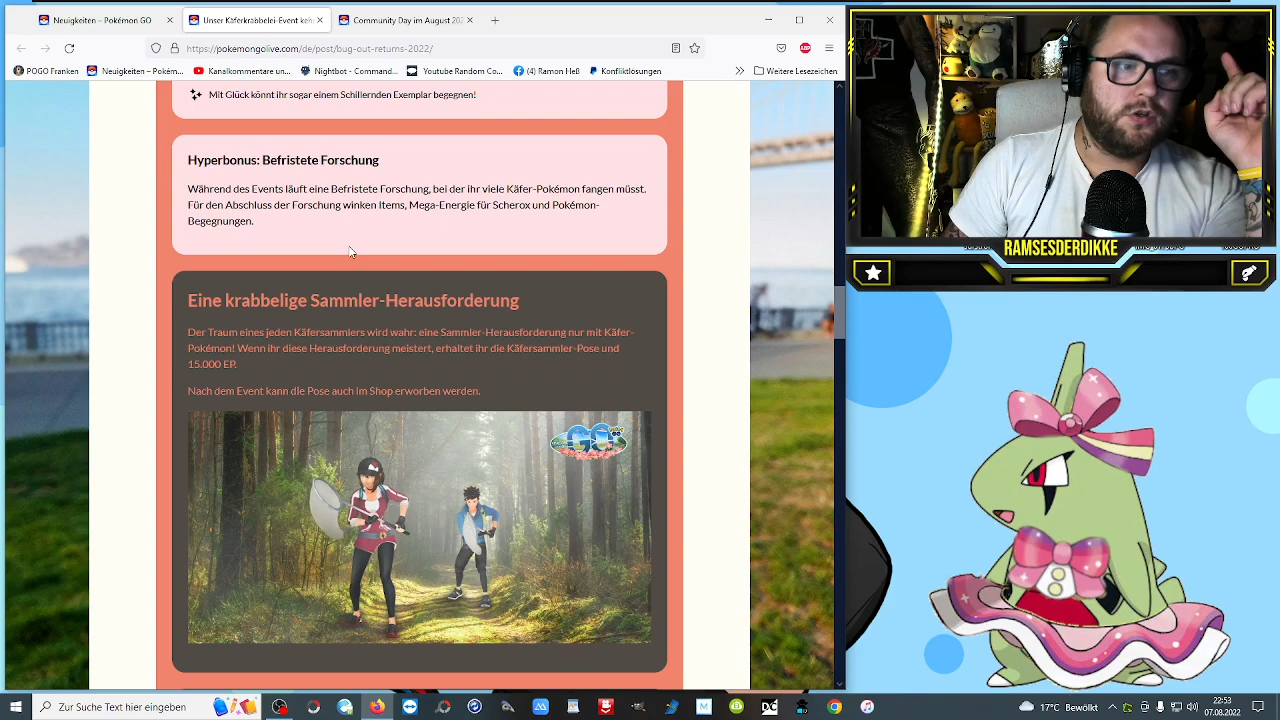 Neuigkeiten – Pokémon GO
Unser Käferkrabbeln-Event keh
Community Day im August 202
https://pokemongolive.com/de/post/bug-out-returns-2022/
POGO Franken
Neuigkeiten – Pokém...
Kanalkosten für ein un...
Nightbot - Command...
Youtube Random Co...
(4) Ramon Heß
Konfliktlösungen
Weitere Lesezeichen
Mit Glück könnt ihr sogar einem Schillernden Exemplar begegnen!
Hyperbonus: Befristete Forschung
Während des Events läuft eine Befristete Forschung, bei der ihr viele Käfer-Pokémon fangen müsst.
Für den Abschluss der Forschung winken Items, Mega-Energie für Scherox und Pokémon-
Begegnungen.
Eine krabbelige Sammler-Herausforderung
Der Traum eines jeden Käfersammlers wird wahr: eine Sammler-Herausforderung nur mit Käfer-
Pokémon! Wenn ihr diese Herausforderung meistert, erhaltet ihr die Käfersammler-Pose und
15.000 EP.
Nach dem Event kann die Pose auch im Shop erworben werden.
RAMSESDERDIKKE
Zur Suche Text hier eingeben
17°C Bewölkt
22:53
07.08.2022